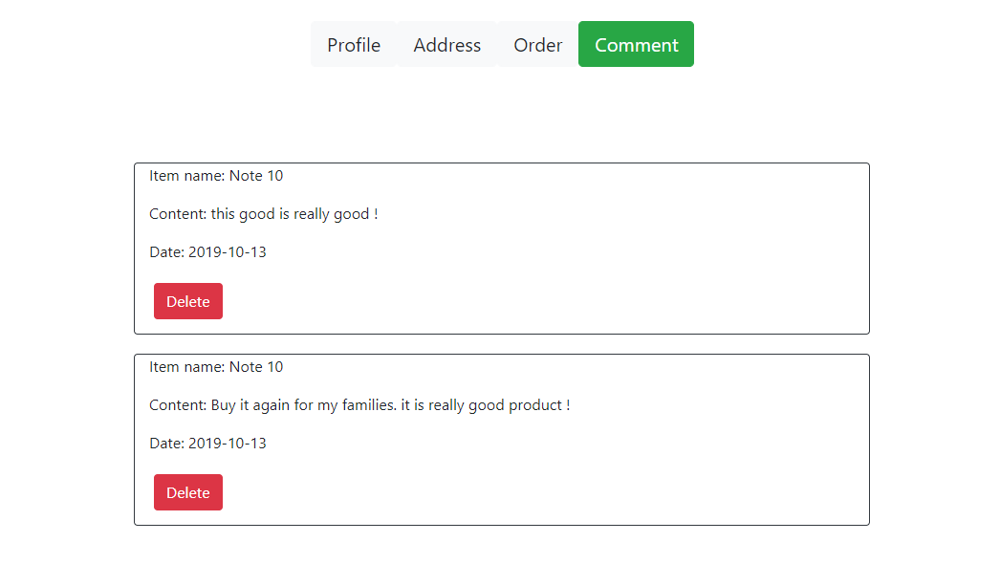 Profile Address Order Comment
Item name: Note 10
Content: this good is really good !
Date: 2019-10-13
Delete
Item name: Note 10
Content: Buy it again for my families. it is really good product !
Date: 2019-10-13
Delete